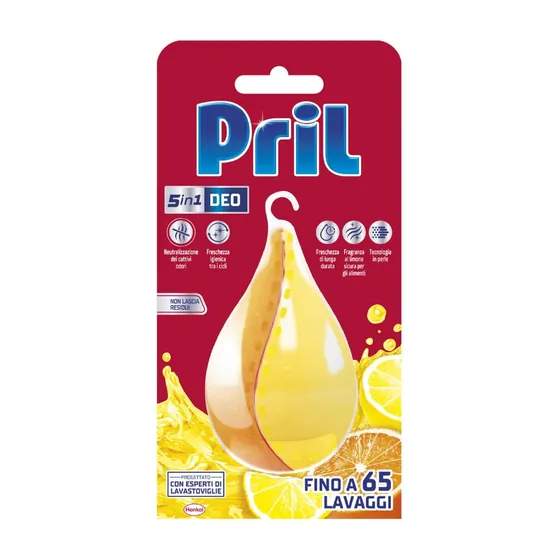 Pril
5in1 DEO
Neutralizzazione
dei cattivi
odori
Freschezza
igienica
tra i cicli
Freschezza
di lunga
durata
Fragranza
al limone
sicura per
gli alimenti
Tecnologia
in perle
NON LASCIA
RESIDUI
PROGETTATO
CON ESPERTI DI
LAVASTOVIGLIE
Henkel
FINO A 65
LAVAGGI